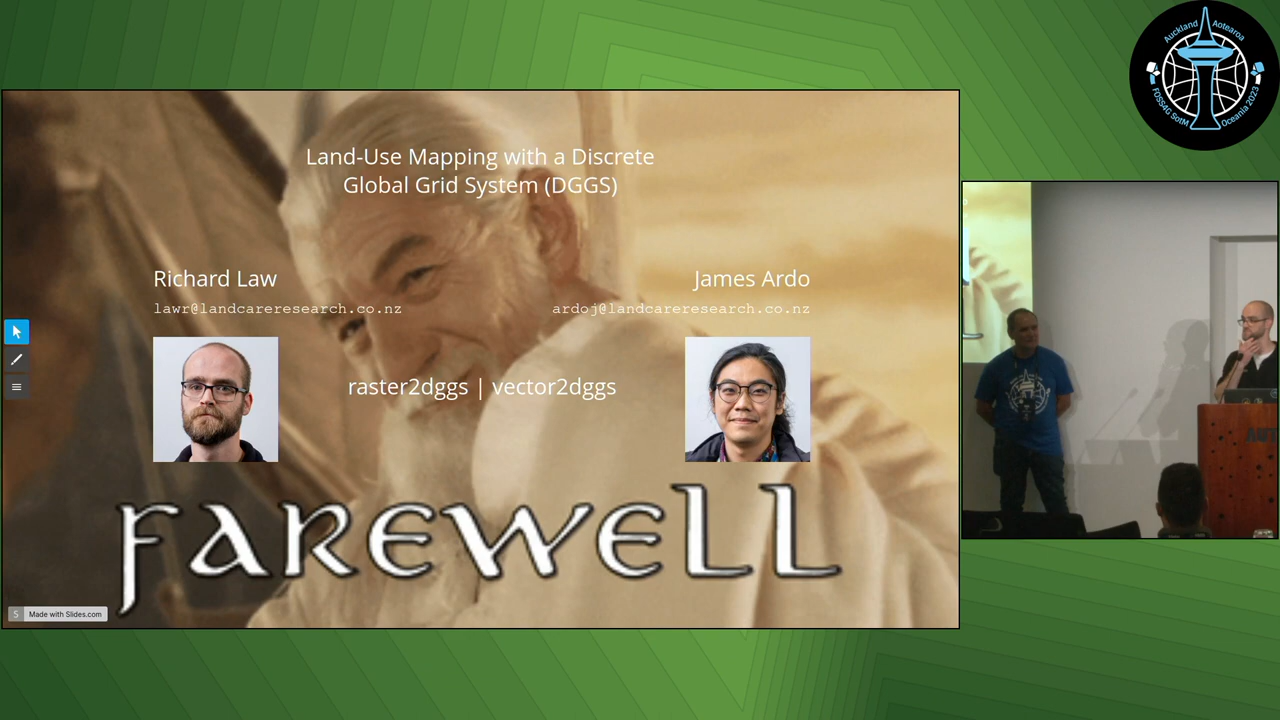 Auckland Aotearoa
FOSS4G SotM Oceania 2023
Land-Use Mapping with a Discrete
Global Grid System (DGGS)
Richard Law
James Ardo
lawr@landcareresearch.co.nz
ardoj@landcareresearch.co.nz
raster2dggs | vector2dggs
FAREWELL
S Made with Slides.com